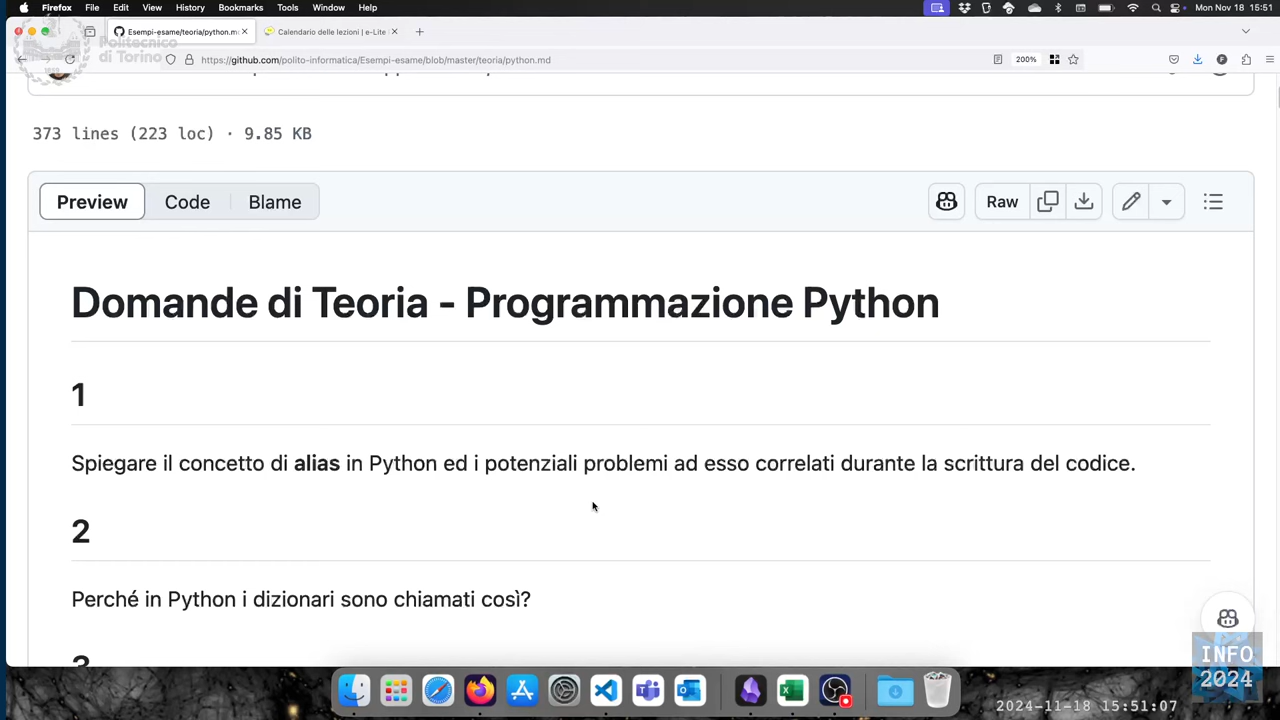 Firefox File Edit View History Bookmarks Tools Window Help Mon Nov 18 15:51
Esempi-esame/teoria/python.m Calendario delle lezioni | e-Lite
Politecnico
di Torino
https://github.com/polito-informatica/Esempi-esame/blob/master/teoria/python.md 200%
373 lines (223 loc) · 9.85 KB
Preview Code Blame Raw
Domande di Teoria - Programmazione Python
1
Spiegare il concetto di alias in Python ed i potenziali problemi ad esso correlati durante la scrittura del codice.
2
Perché in Python i dizionari sono chiamati così?
3
INFO
2024
2024-11-18 15:51:07